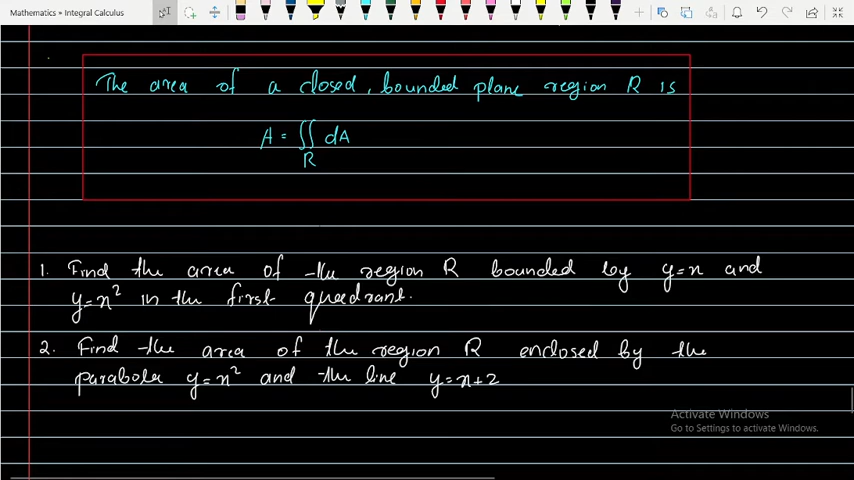 Mathematics » Integral Calculus
The area of a closed, bounded plane region R is
A = ∬ dA
R
1. Find the area of the region R bounded by y=x and
y=x² in the first quadrant.
2. Find the area of the region R enclosed by the
parabola y=x² and the line y=x+2
Activate Windows
Go to Settings to activate Windows.